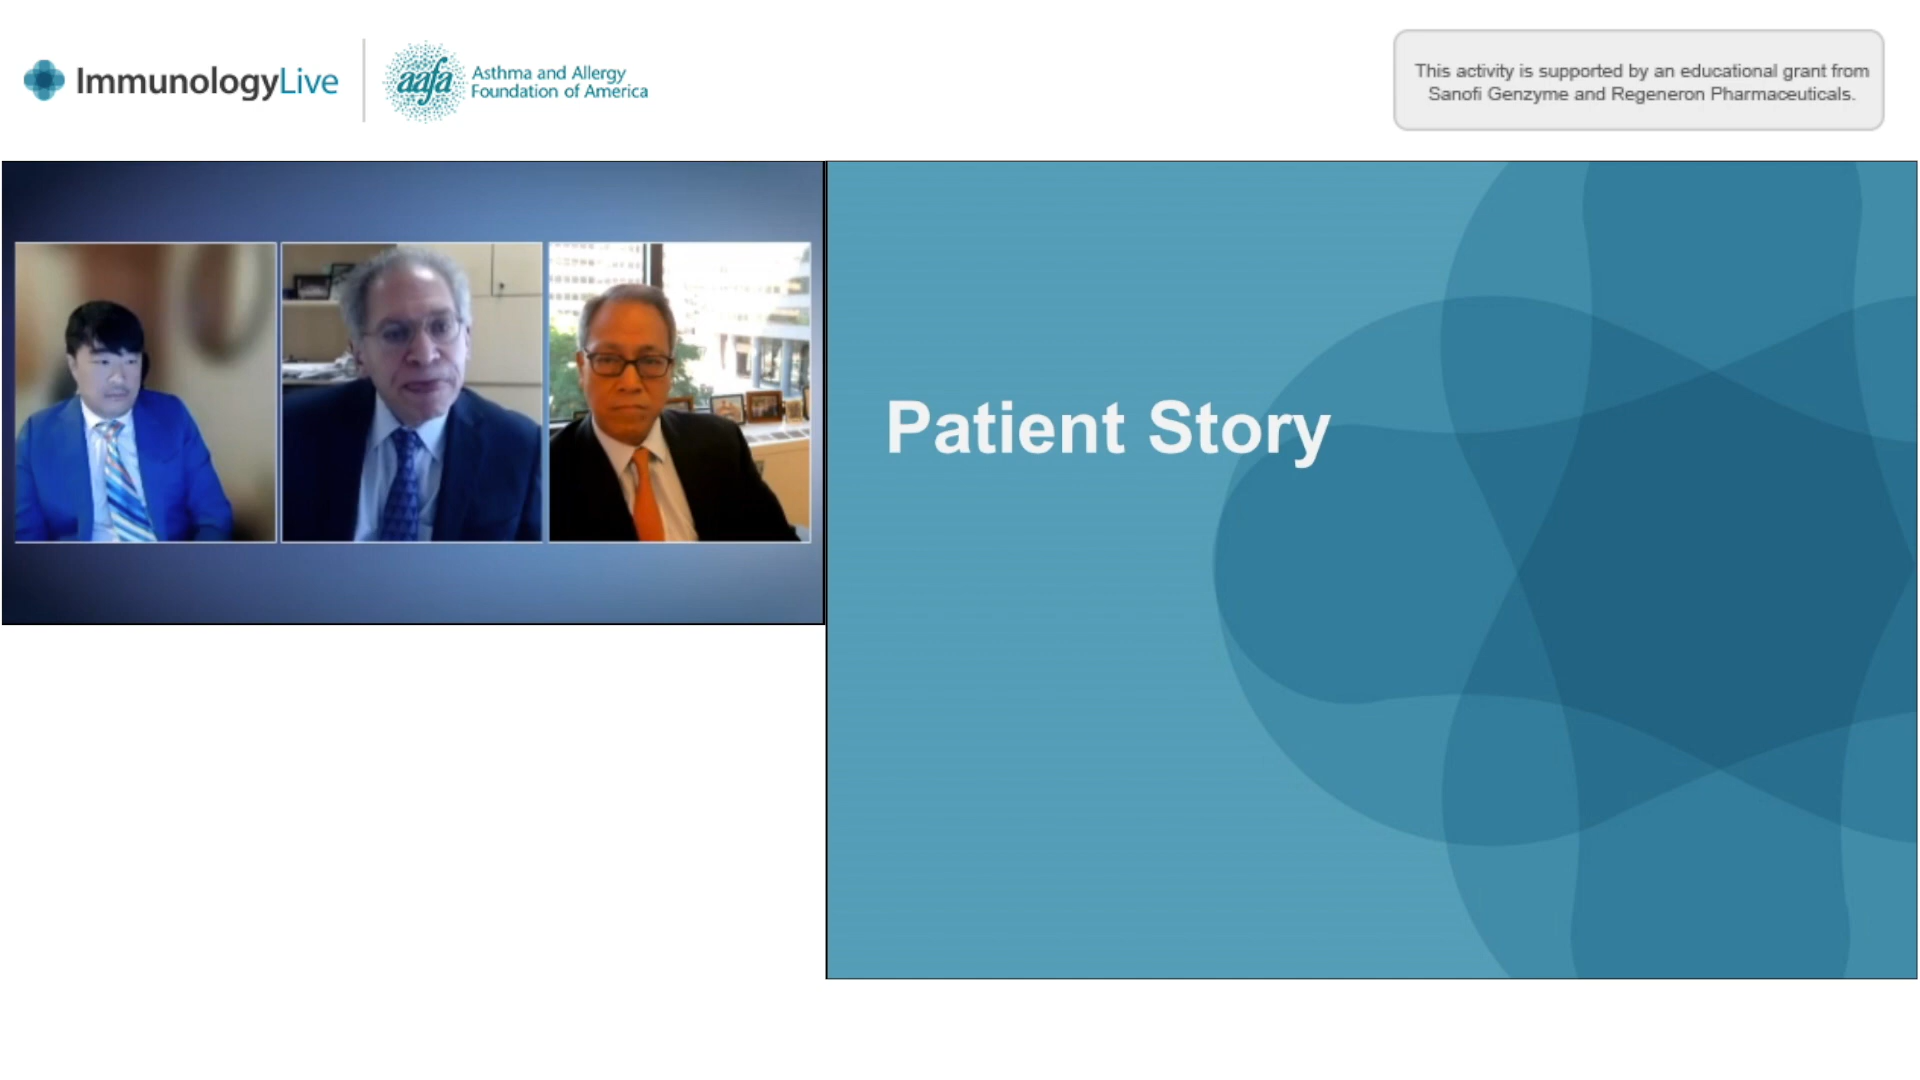 ImmunologyLive
aafa
Asthma and Allergy
Foundation of America
This activity is supported by an educational grant from
Sanofi Genzyme and Regeneron Pharmaceuticals.
Patient Story